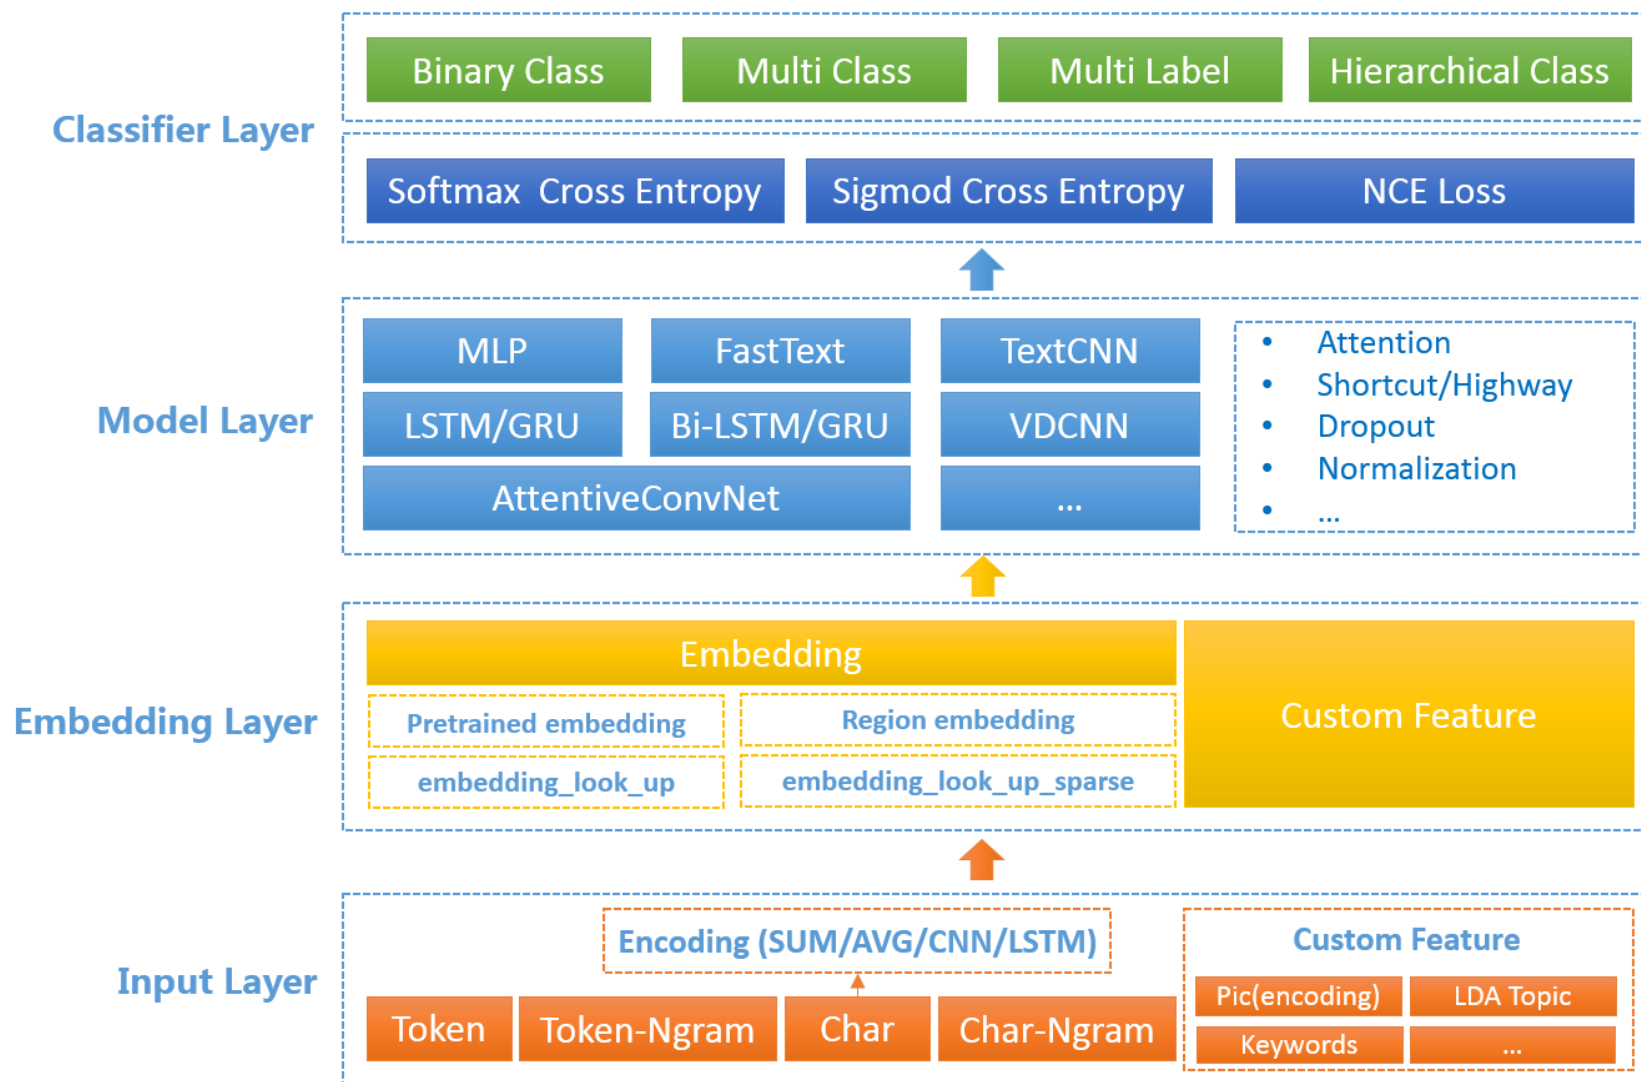 Classifier Layer
Binary Class
Multi Class
Multi Label
Hierarchical Class
Softmax Cross Entropy
Sigmod Cross Entropy
NCE Loss
Model Layer
MLP
FastText
TextCNN
LSTM/GRU
Bi-LSTM/GRU
VDCNN
AttentiveConvNet
...
• Attention
• Shortcut/Highway
• Dropout
• Normalization
• ...
Embedding Layer
Embedding
Pretrained embedding
Region embedding
embedding_look_up
embedding_look_up_sparse
Custom Feature
Input Layer
Encoding (SUM/AVG/CNN/LSTM)
Token
Token-Ngram
Char
Char-Ngram
Custom Feature
Pic(encoding)
LDA Topic
Keywords
...